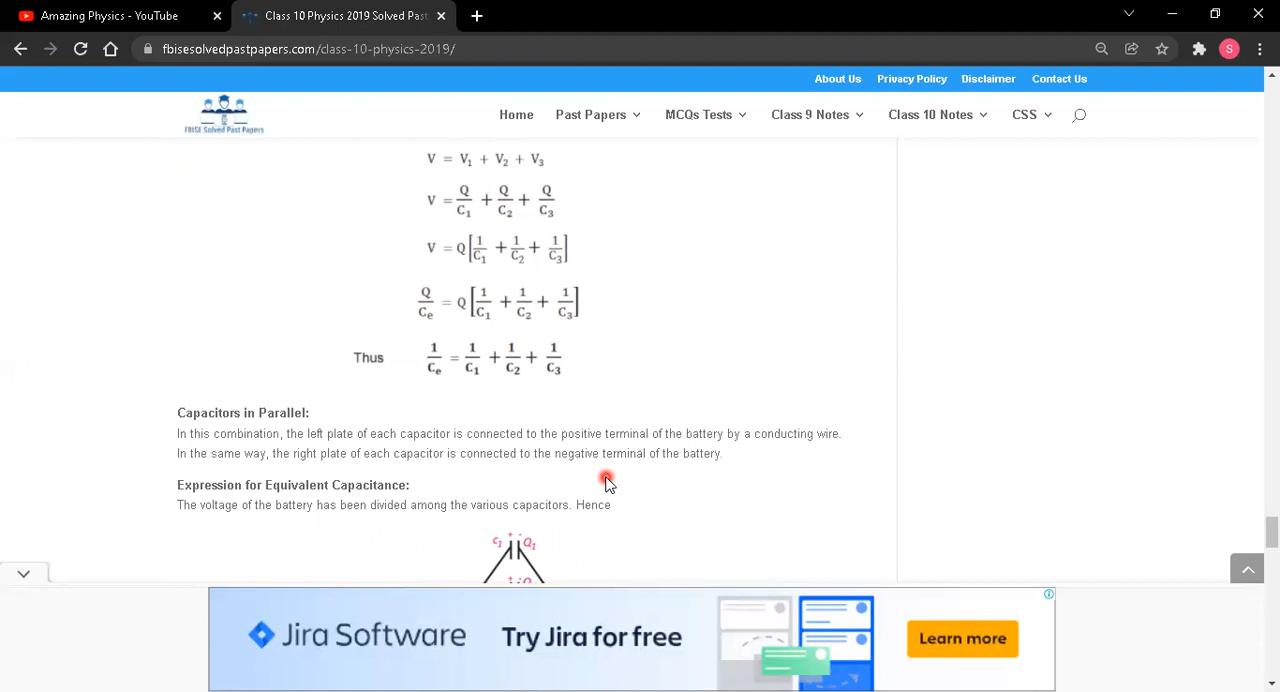 Amazing Physics - YouTube
Class 10 Physics 2019 Solved Past
fbisesolvedpastpapers.com/class-10-physics-2019/
S
About Us Privacy Policy Disclaimer Contact Us
FBISE Solved Past Papers
Home Past Papers MCQs Tests Class 9 Notes Class 10 Notes CSS
V = V₁ + V₂ + V₃
V = Q/C₁ + Q/C₂ + Q/C₃
V = Q[1/C₁ + 1/C₂ + 1/C₃]
Q/Cₑ = Q[1/C₁ + 1/C₂ + 1/C₃]
Thus 1/Cₑ = 1/C₁ + 1/C₂ + 1/C₃
Capacitors in Parallel:
In this combination, the left plate of each capacitor is connected to the positive terminal of the battery by a conducting wire.
In the same way, the right plate of each capacitor is connected to the negative terminal of the battery.
Expression for Equivalent Capacitance:
The voltage of the battery has been divided among the various capacitors. Hence
C₁ + - Q₁
Jira Software Try Jira for free Learn more